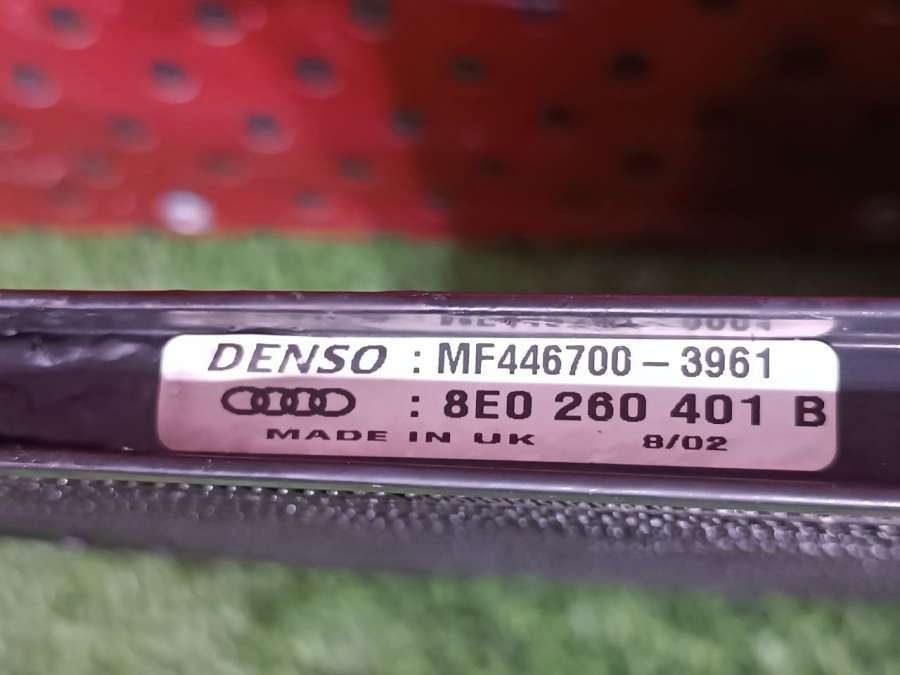 DENSO : MF446700-3961
: 8E0 260 401 B
MADE IN UK 8/02